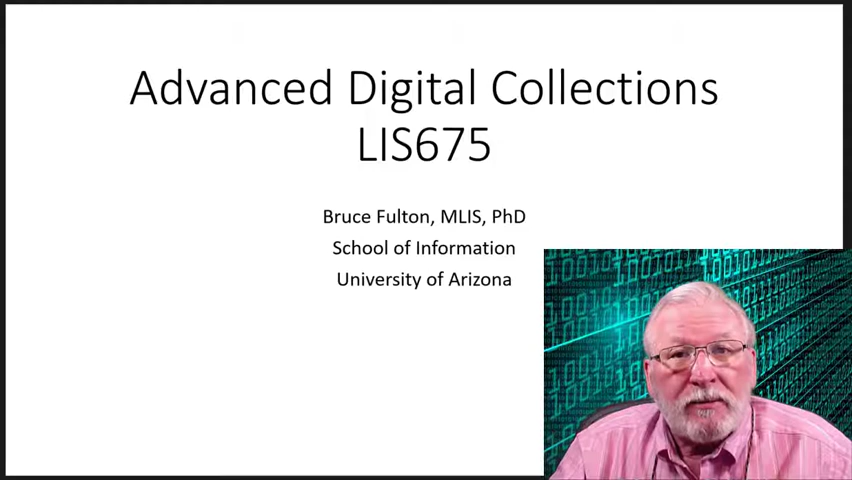 Advanced Digital Collections
LIS675
Bruce Fulton, MLIS, PhD
School of Information
University of Arizona